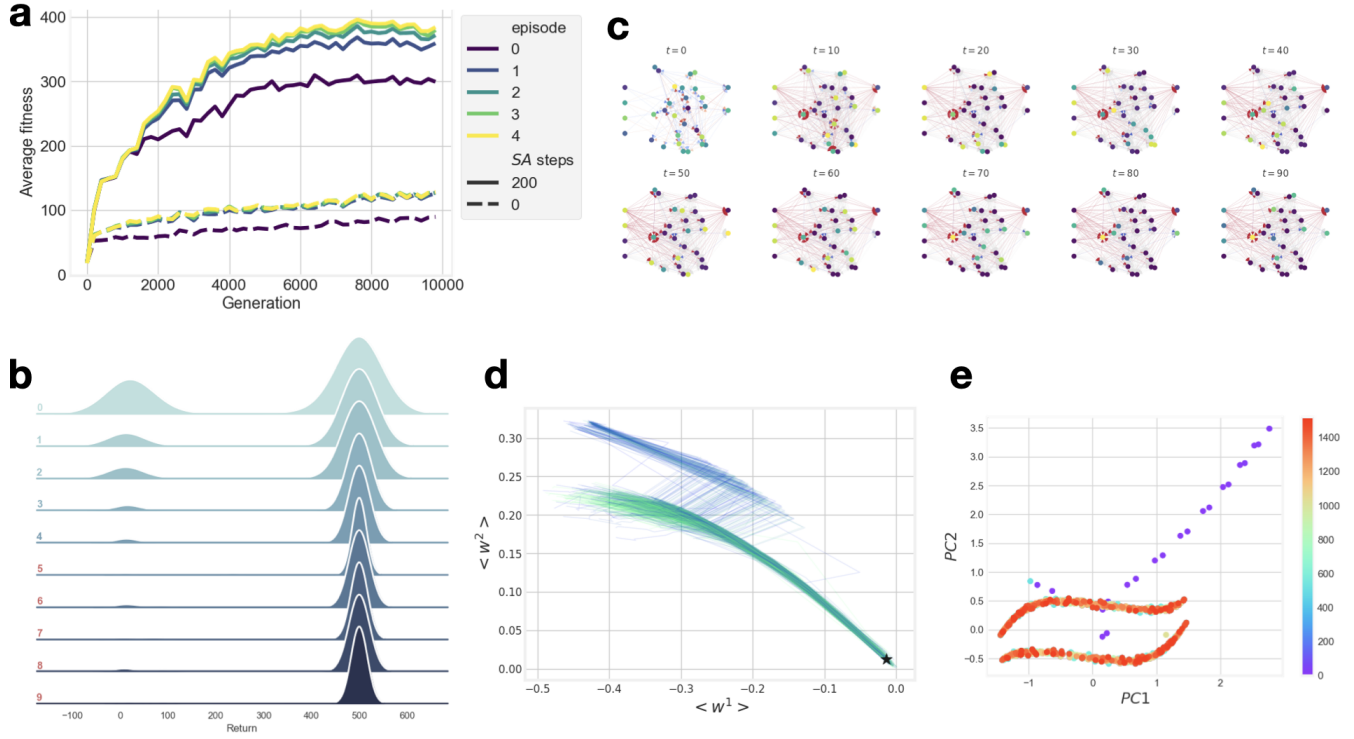 a
400
300
200
100
0
Average fitness
0 2000 4000 6000 8000 10000
Generation
episode
0
1
2
3
4
SA steps
200
0
c
t = 0 t = 10 t = 20 t = 30 t = 40
t = 50 t = 60 t = 70 t = 80 t = 90
b
0
1
2
3
4
5
6
7
8
9
−100 0 100 200 300 400 500 600
Return
d
0.30
0.25
0.20
0.15
0.10
0.05
0.00
< w² >
−0.5 −0.4 −0.3 −0.2 −0.1 0.0
< w¹ >
e
3.5
3.0
2.5
2.0
1.5
1.0
0.5
0.0
−0.5
PC2
−1 0 1 2
PC1
1400
1200
1000
800
600
400
200
0